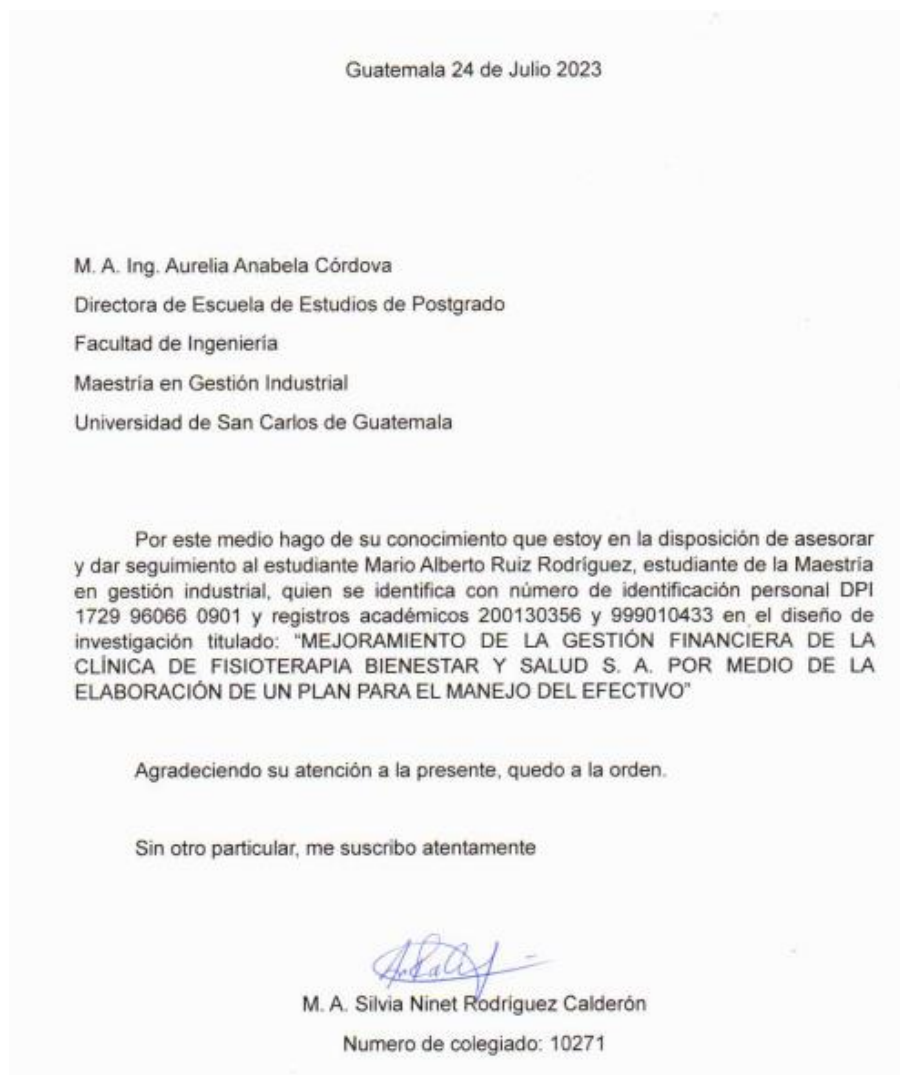 Guatemala 24 de Julio 2023
M. A. Ing. Aurelia Anabela Córdova
Directora de Escuela de Estudios de Postgrado
Facultad de Ingeniería
Maestría en Gestión Industrial
Universidad de San Carlos de Guatemala
Por este medio hago de su conocimiento que estoy en la disposición de asesorar
y dar seguimiento al estudiante Mario Alberto Ruiz Rodríguez, estudiante de la Maestría
en gestión industrial, quien se identifica con número de identificación personal DPI
1729 96066 0901 y registros académicos 200130356 y 999010433 en el diseño de
investigación titulado: “MEJORAMIENTO DE LA GESTIÓN FINANCIERA DE LA
CLÍNICA DE FISIOTERAPIA BIENESTAR Y SALUD S. A. POR MEDIO DE LA
ELABORACIÓN DE UN PLAN PARA EL MANEJO DEL EFECTIVO”
Agradeciendo su atención a la presente, quedo a la orden.
Sin otro particular, me suscribo atentamente
M. A. Silvia Ninet Rodríguez Calderón
Numero de colegiado: 10271